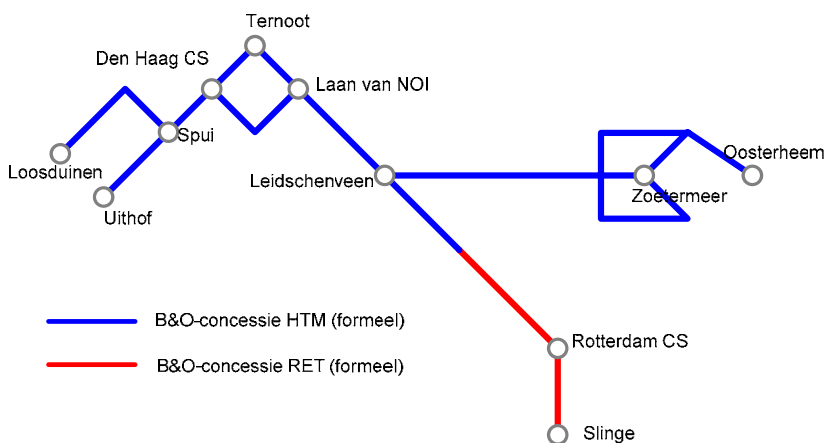 Ternoot
Den Haag CS
Laan van NOI
Spui
Loosduinen
Uithof
Leidschenveen
Oosterheem
Zoetermeer
B&O-concessie HTM (formeel)
B&O-concessie RET (formeel)
Rotterdam CS
Slinge